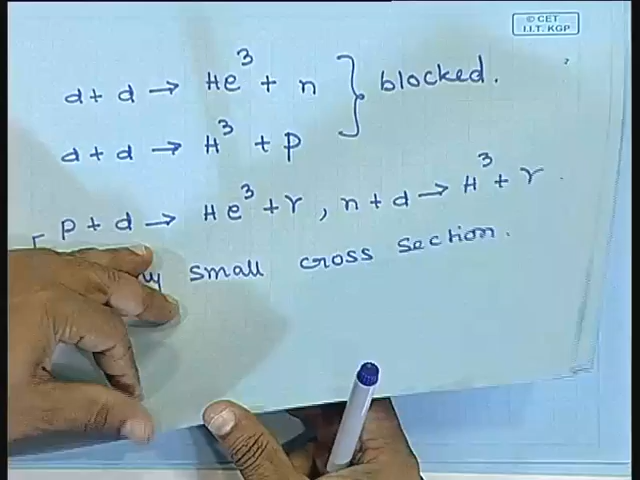 © CET
I.I.T. KGP
d+ d → He³ + n } blocked.
d+ d → H³ + P
P + d → He³ + γ , n + d → H³ + γ .
small cross section.